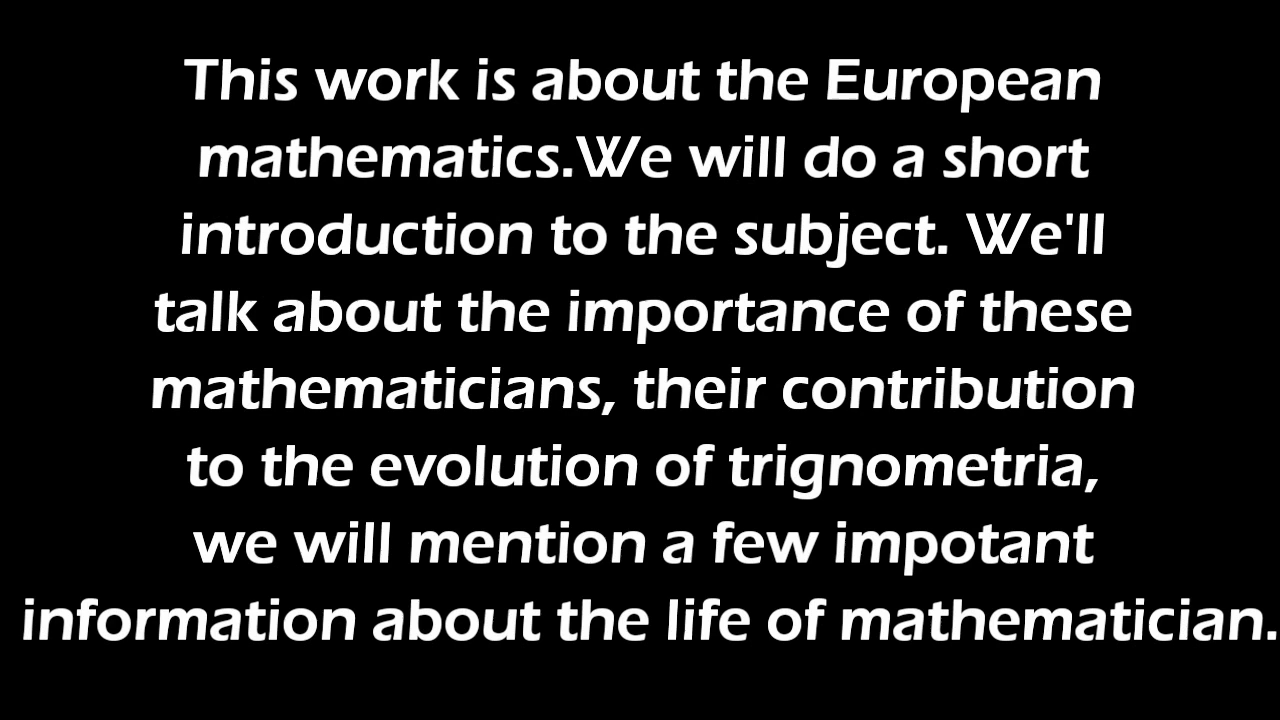 This work is about the European
mathematics.We will do a short
introduction to the subject. We'll
talk about the importance of these
mathematicians, their contribution
to the evolution of trignometria,
we will mention a few impotant
information about the life of mathematician.